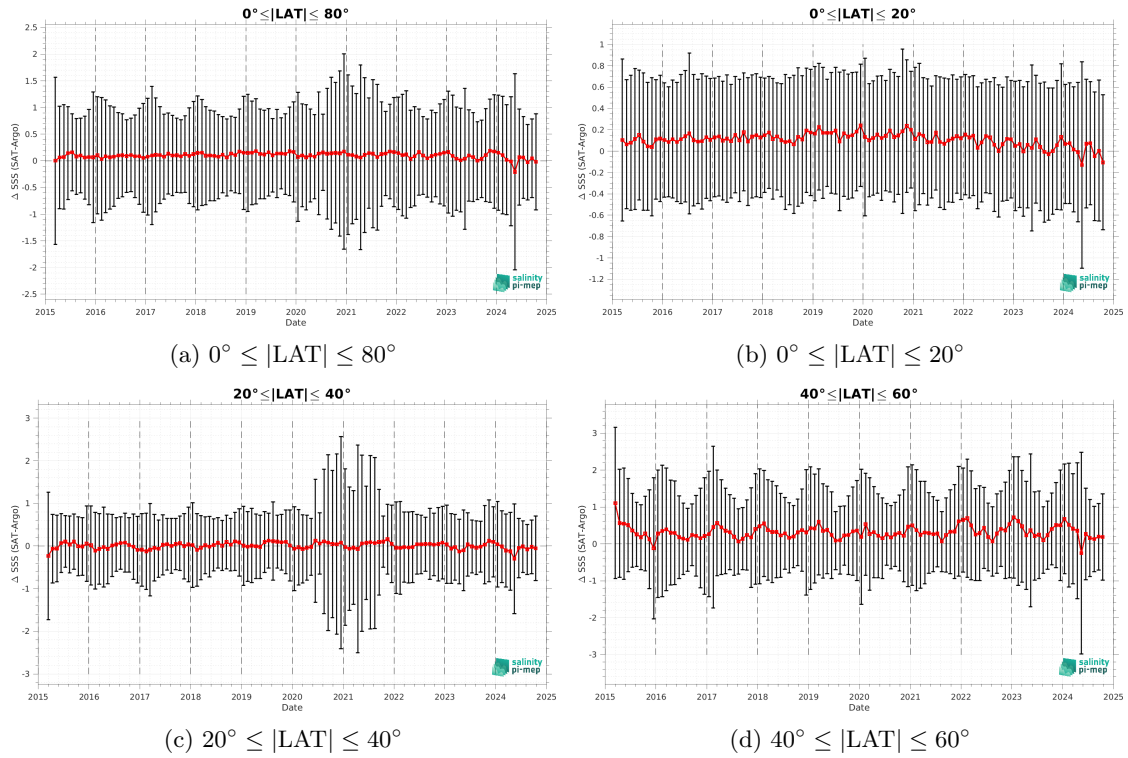 0°≤|LAT|≤ 80°
2.5
2
1.5
1
0.5
0
-0.5
-1
-1.5
-2
-2.5
Δ SSS (SAT-Argo)
2015 2016 2017 2018 2019 2020 2021 2022 2023 2024 2025
Date
salinity
pi-mep
(a) 0° ≤ |LAT| ≤ 80°
0°≤|LAT|≤ 20°
1
0.8
0.6
0.4
0.2
0
-0.2
-0.4
-0.6
-0.8
-1
-1.2
Δ SSS (SAT-Argo)
2015 2016 2017 2018 2019 2020 2021 2022 2023 2024 2025
Date
salinity
pi-mep
(b) 0° ≤ |LAT| ≤ 20°
20°≤|LAT|≤ 40°
3
2
1
0
-1
-2
-3
Δ SSS (SAT-Argo)
2015 2016 2017 2018 2019 2020 2021 2022 2023 2024 2025
Date
salinity
pi-mep
(c) 20° ≤ |LAT| ≤ 40°
40°≤|LAT|≤ 60°
3
2
1
0
-1
-2
-3
Δ SSS (SAT-Argo)
2015 2016 2017 2018 2019 2020 2021 2022 2023 2024 2025
Date
salinity
pi-mep
(d) 40° ≤ |LAT| ≤ 60°